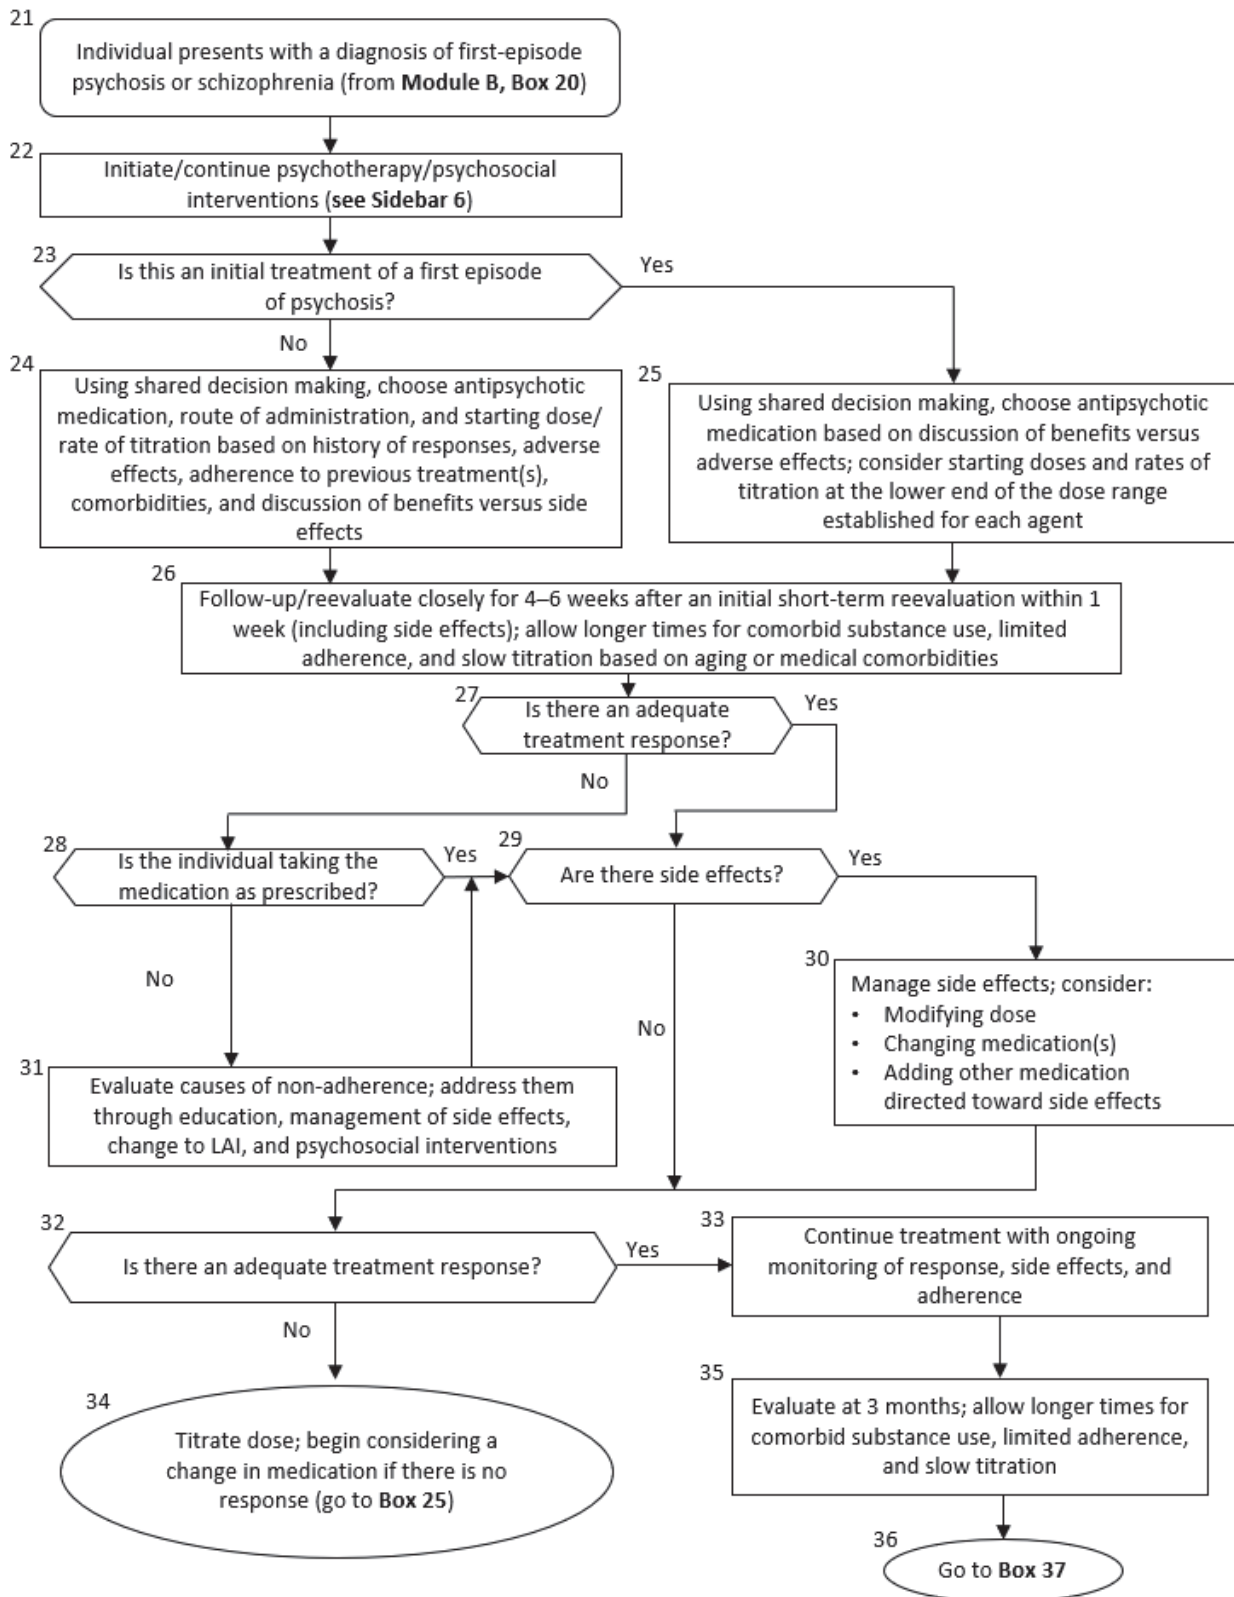 21
Individual presents with a diagnosis of first-episode
psychosis or schizophrenia (from Module B, Box 20)
22
Initiate/continue psychotherapy/psychosocial
interventions (see Sidebar 6)
23
Is this an initial treatment of a first episode
of psychosis?
Yes
No
24
Using shared decision making, choose antipsychotic
medication, route of administration, and starting dose/
rate of titration based on history of responses, adverse
effects, adherence to previous treatment(s),
comorbidities, and discussion of benefits versus side
effects
25
Using shared decision making, choose antipsychotic
medication based on discussion of benefits versus
adverse effects; consider starting doses and rates of
titration at the lower end of the dose range
established for each agent
26
Follow-up/reevaluate closely for 4–6 weeks after an initial short-term reevaluation within 1
week (including side effects); allow longer times for comorbid substance use, limited
adherence, and slow titration based on aging or medical comorbidities
27
Is there an adequate
treatment response?
Yes
No
28
Is the individual taking the
medication as prescribed?
Yes
No
29
Are there side effects?
Yes
No
30
Manage side effects; consider:
• Modifying dose
• Changing medication(s)
• Adding other medication
directed toward side effects
31
Evaluate causes of non-adherence; address them
through education, management of side effects,
change to LAI, and psychosocial interventions
32
Is there an adequate treatment response?
Yes
No
33
Continue treatment with ongoing
monitoring of response, side effects, and
adherence
34
Titrate dose; begin considering a
change in medication if there is no
response (go to Box 25)
35
Evaluate at 3 months; allow longer times for
comorbid substance use, limited adherence,
and slow titration
36
Go to Box 37